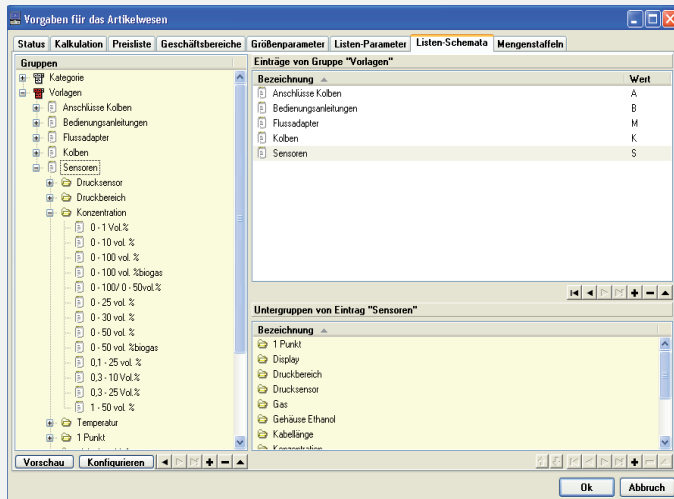 Vorgaben für das Artikelwesen
Status Kalkulation Preisliste Geschäftsbereiche Größenparameter Listen-Parameter Listen-Schemata Mengenstaffeln
Gruppen
Kategorie
Vorlagen
Anschlüsse Kolben
Bedienungsanleitungen
Flussadapter
Kolben
Sensoren
Drucksensor
Druckbereich
Konzentration
0 - 1 Vol.%
0 - 10 vol. %
0 - 100 vol. %
0 - 100 vol. %biogas
0 - 100/ 0 - 50vol.%
0 - 25 vol. %
0 - 30 vol. %
0 - 50 vol. %
0 - 50 vol. %biogas
0,1 - 25 vol. %
0,3 - 10 Vol.%
0,3 - 25 Vol.%
1 - 50 vol. %
Temperatur
1 Punkt
Vorschau Konfigurieren
Einträge von Gruppe "Vorlagen"
Bezeichnung Wert
Anschlüsse Kolben A
Bedienungsanleitungen B
Flussadapter M
Kolben K
Sensoren S
Untergruppen von Eintrag "Sensoren"
Bezeichnung
1 Punkt
Display
Druckbereich
Drucksensor
Gas
Gehäuse Ethanol
Kabellänge
Konzentration
Ok Abbruch